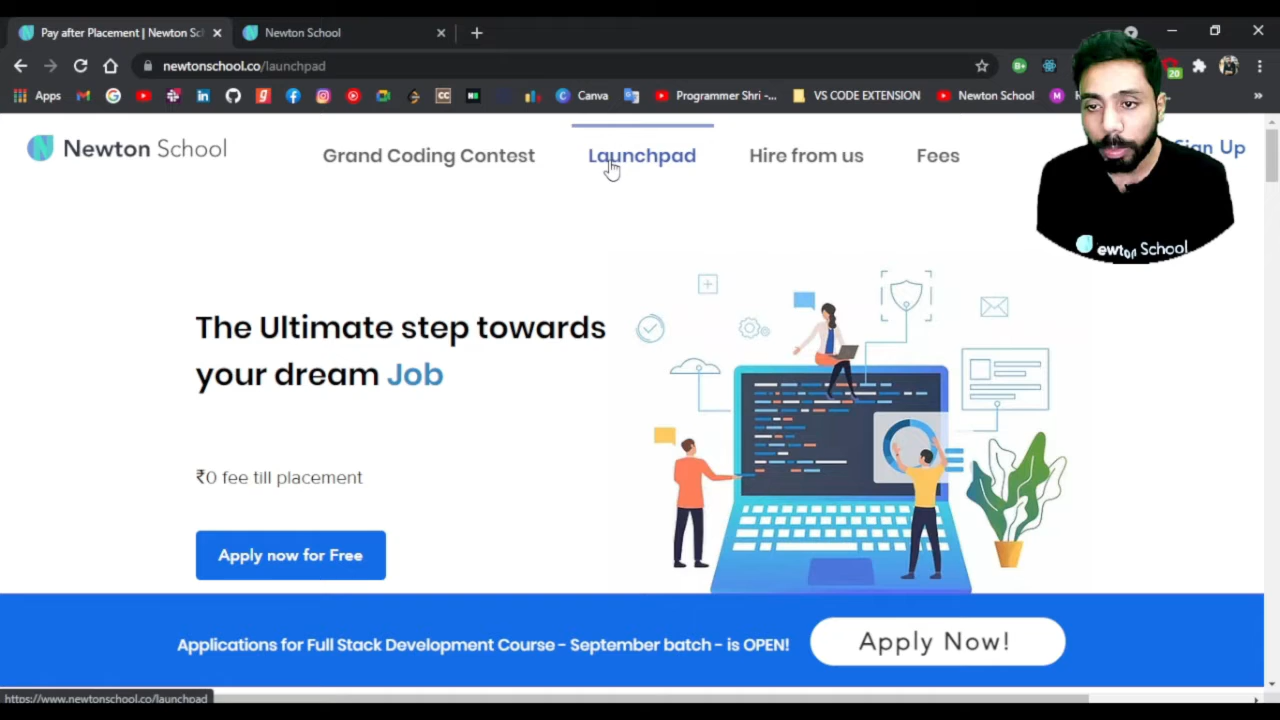 Pay after Placement | Newton Sc
Newton School
newtonschool.co/launchpad
20
Apps
Canva
Programmer Shri -...
VS CODE EXTENSION
Newton School
M
»
Newton School
Grand Coding Contest
Launchpad
Hire from us
Fees
Sign Up
ewton School
The Ultimate step towards
your dream Job
₹0 fee till placement
Apply now for Free
Applications for Full Stack Development Course - September batch - is OPEN!
Apply Now!
https://www.newtonschool.co/launchpad